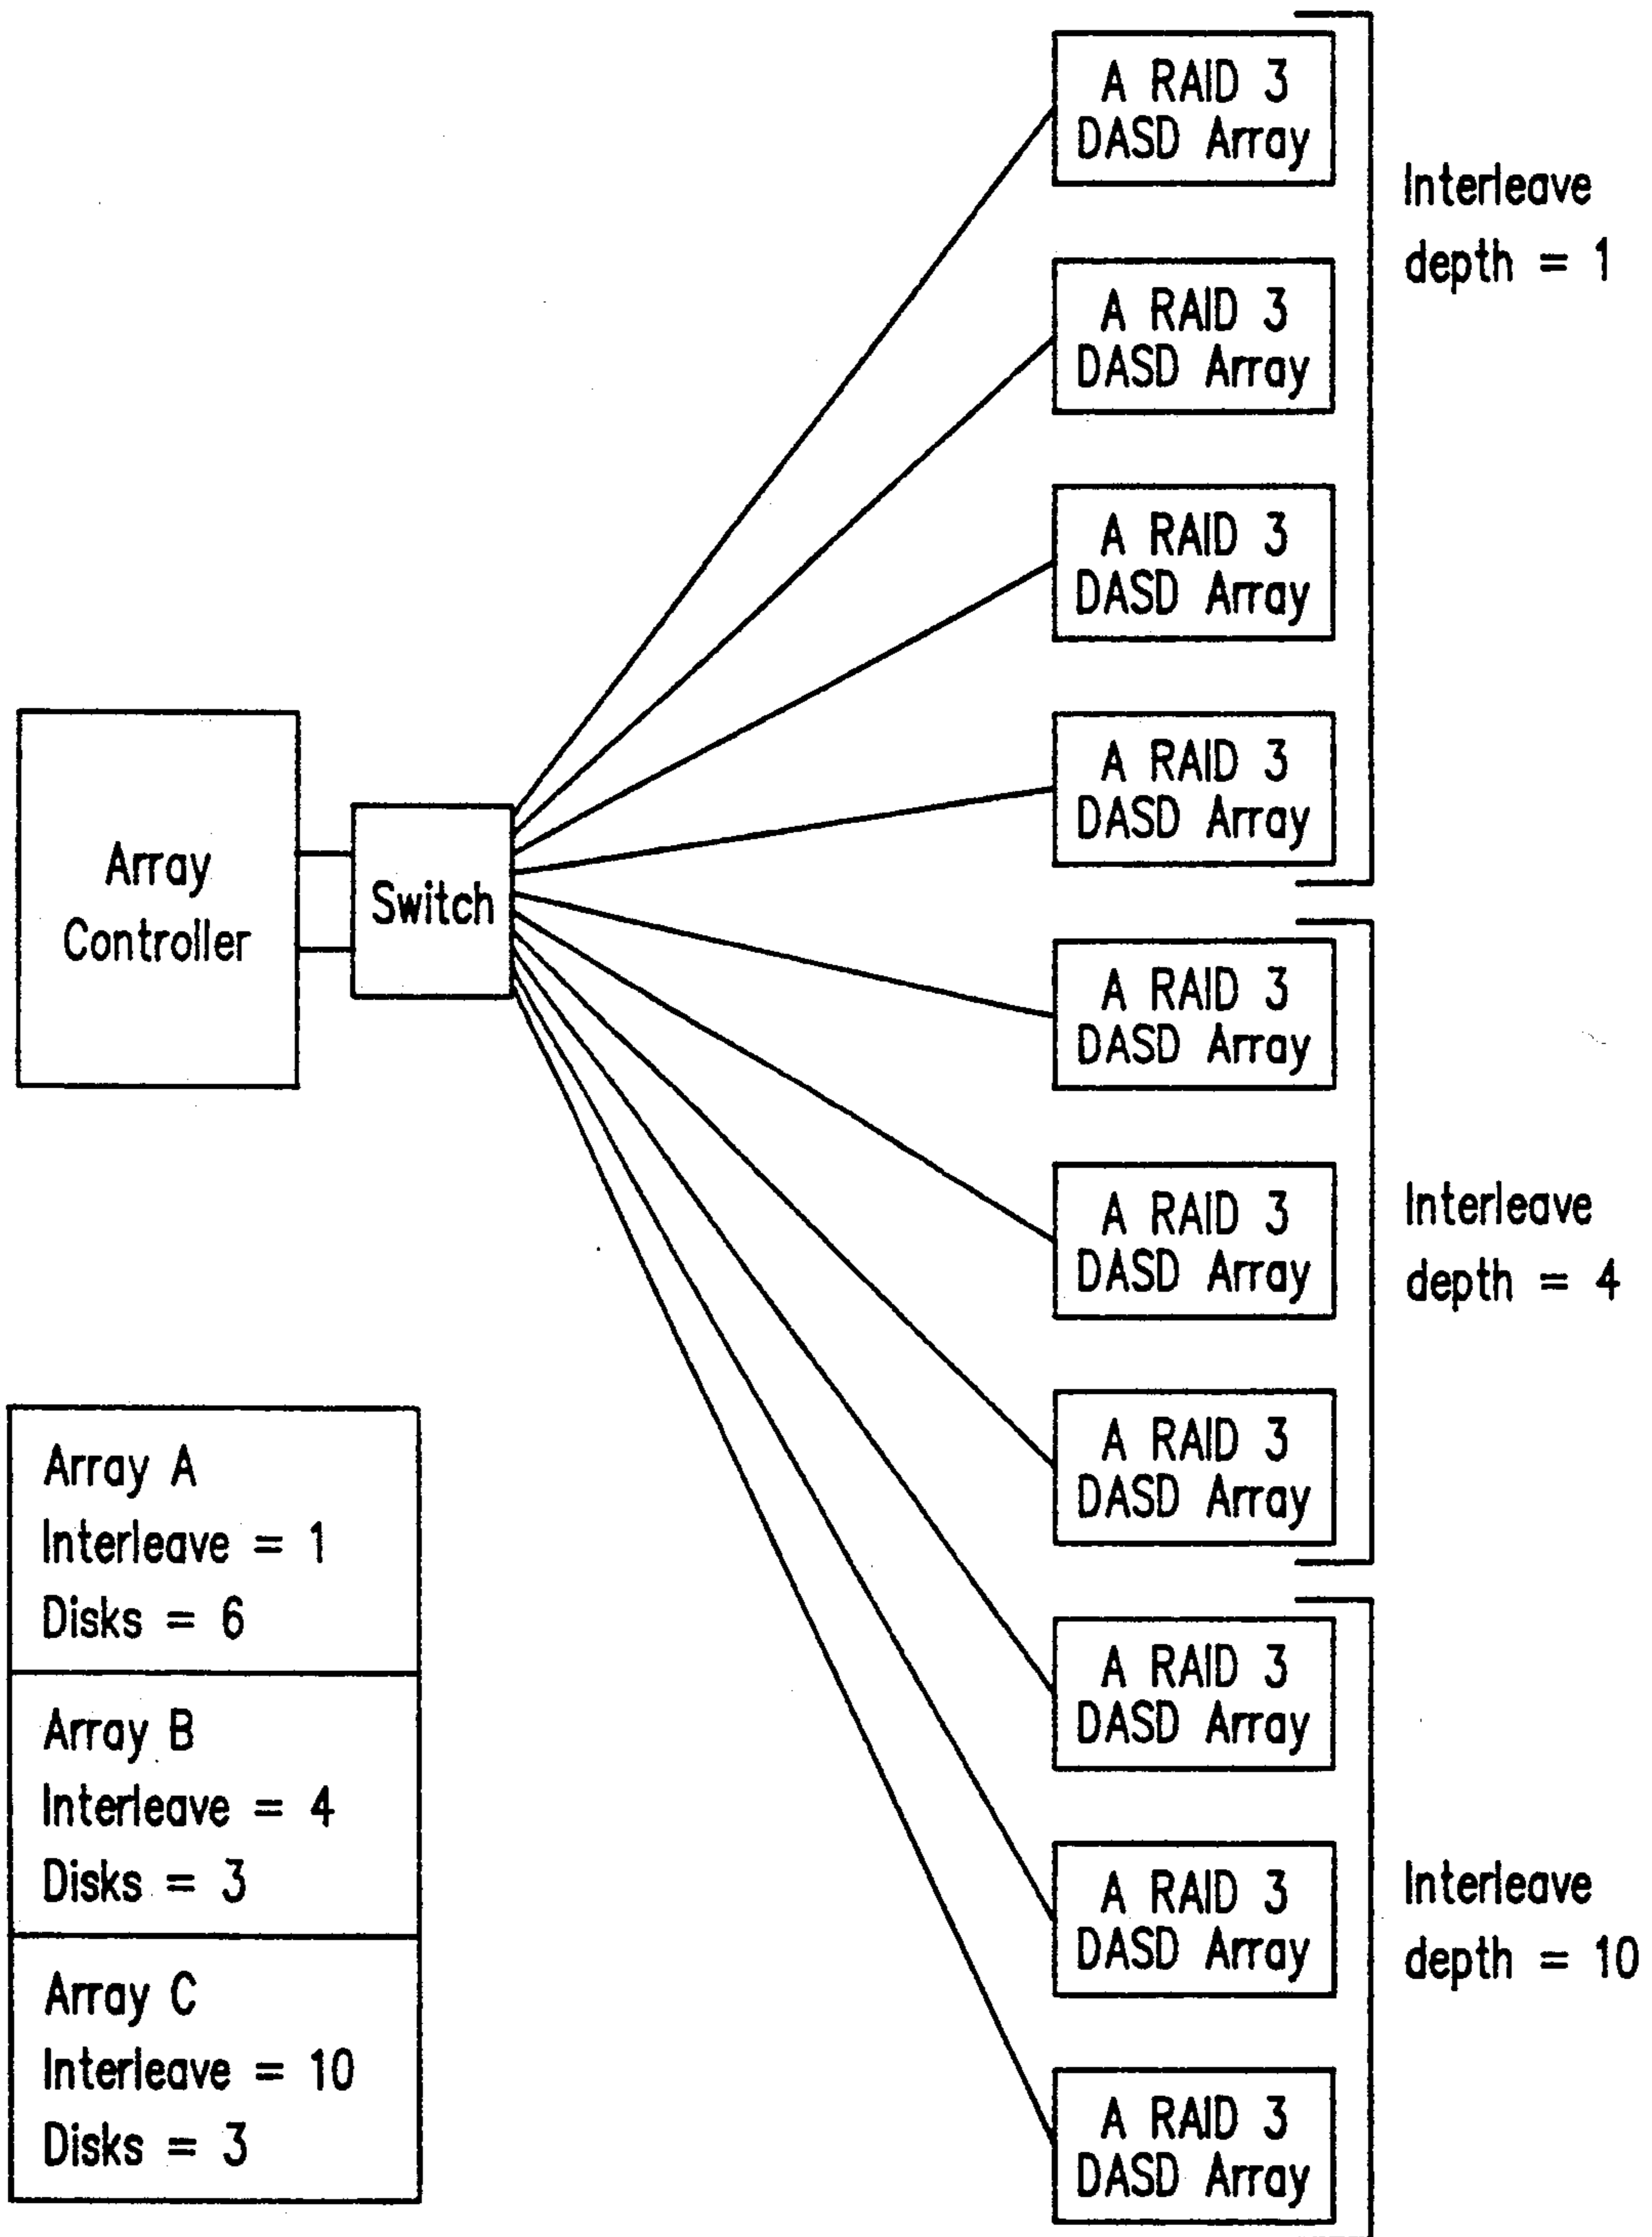 A RAID 3
DASD Array
A RAID 3
DASD Array
A RAID 3
DASD Array
A RAID 3
DASD Array
Interleave
depth = 1
Array
Controller
Switch
A RAID 3
DASD Array
A RAID 3
DASD Array
A RAID 3
DASD Array
Interleave
depth = 4
A RAID 3
DASD Array
A RAID 3
DASD Array
A RAID 3
DASD Array
Interleave
depth = 10
Array A
Interleave = 1
Disks = 6
Array B
Interleave = 4
Disks = 3
Array C
Interleave = 10
Disks = 3